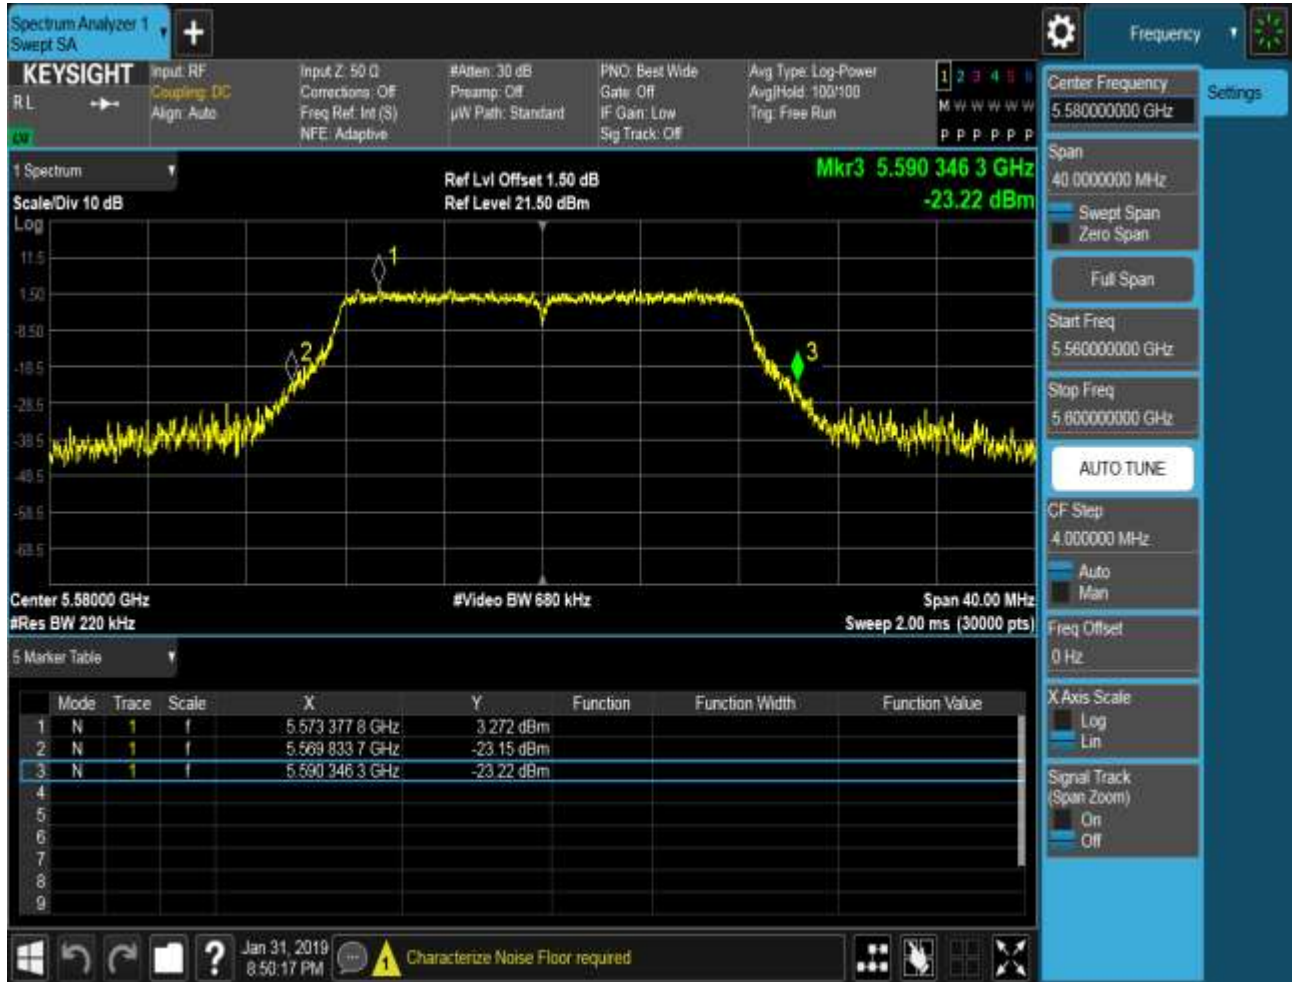 Spectrum Analyzer 1
Swept SA
+
Frequency
KEYSIGHT
RL
Input: RF
Coupling: DC
Align: Auto
Input Z: 50 Ω
Corrections: Off
Freq Ref: Int (S)
NFE: Adaptive
#Atten: 30 dB
Preamp: Off
µW Path: Standard
PNO: Best Wide
Gate: Off
IF Gain: Low
Sig Track: Off
Avg Type: Log-Power
Avg|Hold: 100/100
Trig: Free Run
1 2 3 4 5 6
M W W W W W
P P P P P P
1 Spectrum
Scale/Div 10 dB
Ref Lvl Offset 1.50 dB
Ref Level 21.50 dBm
Mkr3 5.590 346 3 GHz
-23.22 dBm
Log
11.5
1.50
-8.50
-18.5
-28.5
-38.5
-48.5
-58.5
-68.5
1
2
3
Center 5.58000 GHz
#Res BW 220 kHz
#Video BW 680 kHz
Span 40.00 MHz
Sweep 2.00 ms (30000 pts)
5 Marker Table
Mode Trace Scale X Y Function Function Width Function Value
1 N 1 f 5.573 377 8 GHz 3.272 dBm
2 N 1 f 5.569 833 7 GHz -23.15 dBm
3 N 1 f 5.590 346 3 GHz -23.22 dBm
4
5
6
7
8
9
Center Frequency
5.580000000 GHz
Settings
Span
40.0000000 MHz
Swept Span
Zero Span
Full Span
Start Freq
5.560000000 GHz
Stop Freq
5.600000000 GHz
AUTO TUNE
CF Step
4.000000 MHz
Auto
Man
Freq Offset
0 Hz
X Axis Scale
Log
Lin
Signal Track
(Span Zoom)
On
Off
?
Jan 31, 2019
8:50:17 PM
1
Characterize Noise Floor required